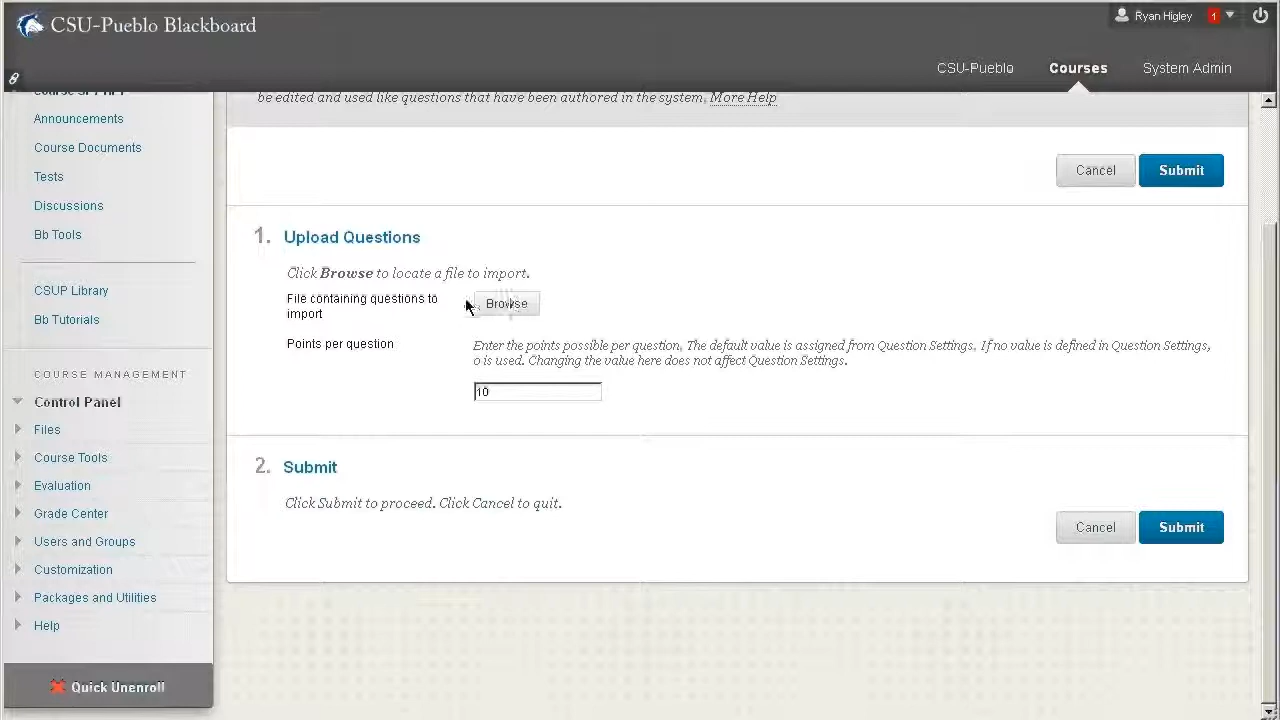 CSU-Pueblo Blackboard
Ryan Higley
1
CSU-Pueblo
Courses
System Admin
Announcements
Course Documents
Tests
Discussions
Bb Tools
CSUP Library
Bb Tutorials
COURSE MANAGEMENT
Control Panel
Files
Course Tools
Evaluation
Grade Center
Users and Groups
Customization
Packages and Utilities
Help
Quick Unenroll
be edited and used like questions that have been authored in the system. More Help
Cancel
Submit
1. Upload Questions
Click Browse to locate a file to import.
File containing questions to
import
Browse
Points per question
Enter the points possible per question. The default value is assigned from Question Settings. If no value is defined in Question Settings,
0 is used. Changing the value here does not affect Question Settings.
10
2. Submit
Click Submit to proceed. Click Cancel to quit.
Cancel
Submit